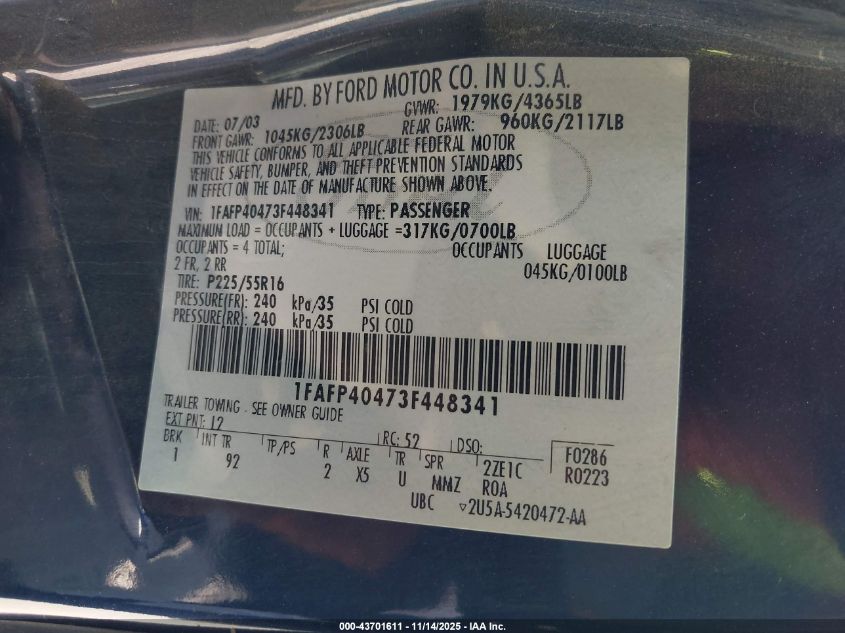 MFD. BY FORD MOTOR CO. IN U.S.A.
DATE: 07/03 GVWR: 1979KG/4365LB
FRONT GAWR: 1045KG/2306LB REAR GAWR: 960KG/2117LB
THIS VEHICLE CONFORMS TO ALL APPLICABLE FEDERAL MOTOR
VEHICLE SAFETY, BUMPER, AND THEFT PREVENTION STANDARDS
IN EFFECT ON THE DATE OF MANUFACTURE SHOWN ABOVE.
VIN: 1FAFP40473F448341 TYPE: PASSENGER
MAXIMUM LOAD = OCCUPANTS + LUGGAGE =317KG/0700LB
OCCUPANTS = 4 TOTAL; OCCUPANTS LUGGAGE
2 FR, 2 RR 045KG/0100LB
TIRE: P225/55R16
PRESSURE(FR): 240 kPa/35 PSI COLD
PRESSURE(RR): 240 kPa/35 PSI COLD
1FAFP40473F448341
TRAILER TOWING - SEE OWNER GUIDE
EXT PNT: 12 RC: 52 DSO: F0286
BRK INT TR TP/PS R AXLE TR SPR 2ZE1C R0223
1 92 2 X5 U MMZ ROA
UBC 2U5A-5420472-AA
000-43701611 - 11/14/2025 - IAA Inc.